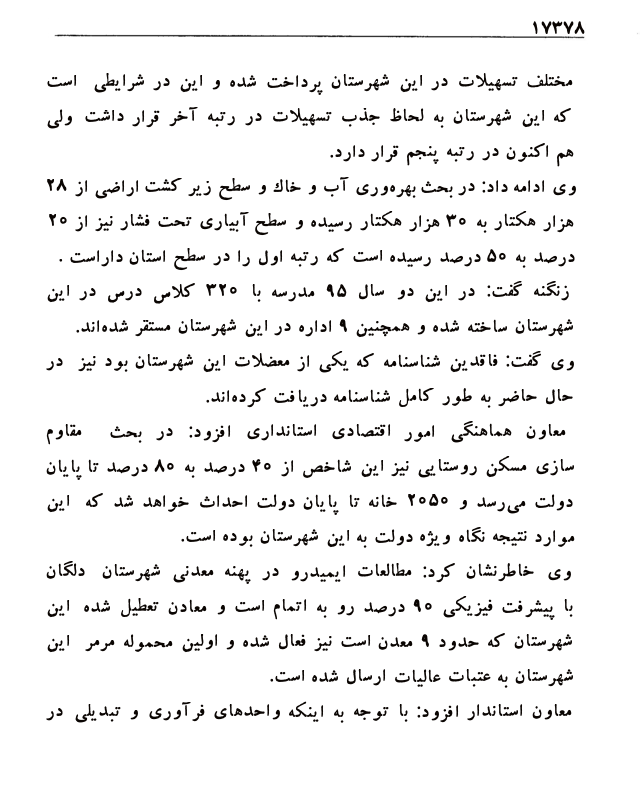 ۱۷۳۷۸
مختلف تسهیلات در این شهرستان پرداخت شده و این در شرایطی است
که این شهرستان به لحاظ جذب تسهیلات در رتبه آخر قرار داشت ولی
هم اکنون در رتبه پنجم قرار دارد.
وی ادامه داد: در بحث بهره‌وری آب و خاك و سطح زیر کشت اراضی از ۲۸
هزار هکتار به ۳۰ هزار هکتار رسیده و سطح آبیاری تحت فشار نیز از ۲۰
درصد به ۵۰ درصد رسیده است که رتبه اول را در سطح استان داراست .
زنگنه گفت: در این دو سال ۹۵ مدرسه با ۳۲۰ کلاس درس در این
شهرستان ساخته شده و همچنین ۹ اداره در این شهرستان مستقر شده‌اند.
وی گفت: فاقدین شناسنامه که یکی از معضلات این شهرستان بود نیز در
حال حاضر به طور کامل شناسنامه دریافت کرده‌اند.
معاون هماهنگی امور اقتصادی استانداری افزود: در بحث مقاوم
سازی مسکن روستایی نیز این شاخص از ۴۰ درصد به ۸۰ درصد تا پایان
دولت می‌رسد و ۲۰۵۰ خانه تا پایان دولت احداث خواهد شد که این
موارد نتیجه نگاه ویژه دولت به این شهرستان بوده است.
وی خاطرنشان کرد: مطالعات ایمیدرو در پهنه معدنی شهرستان دلگان
با پیشرفت فیزیکی ۹۰ درصد رو به اتمام است و معادن تعطیل شده این
شهرستان که حدود ۹ معدن است نیز فعال شده و اولین محموله مرمر این
شهرستان به عتبات عالیات ارسال شده است.
معاون استاندار افزود: با توجه به اینکه واحدهای فرآوری و تبدیلی در